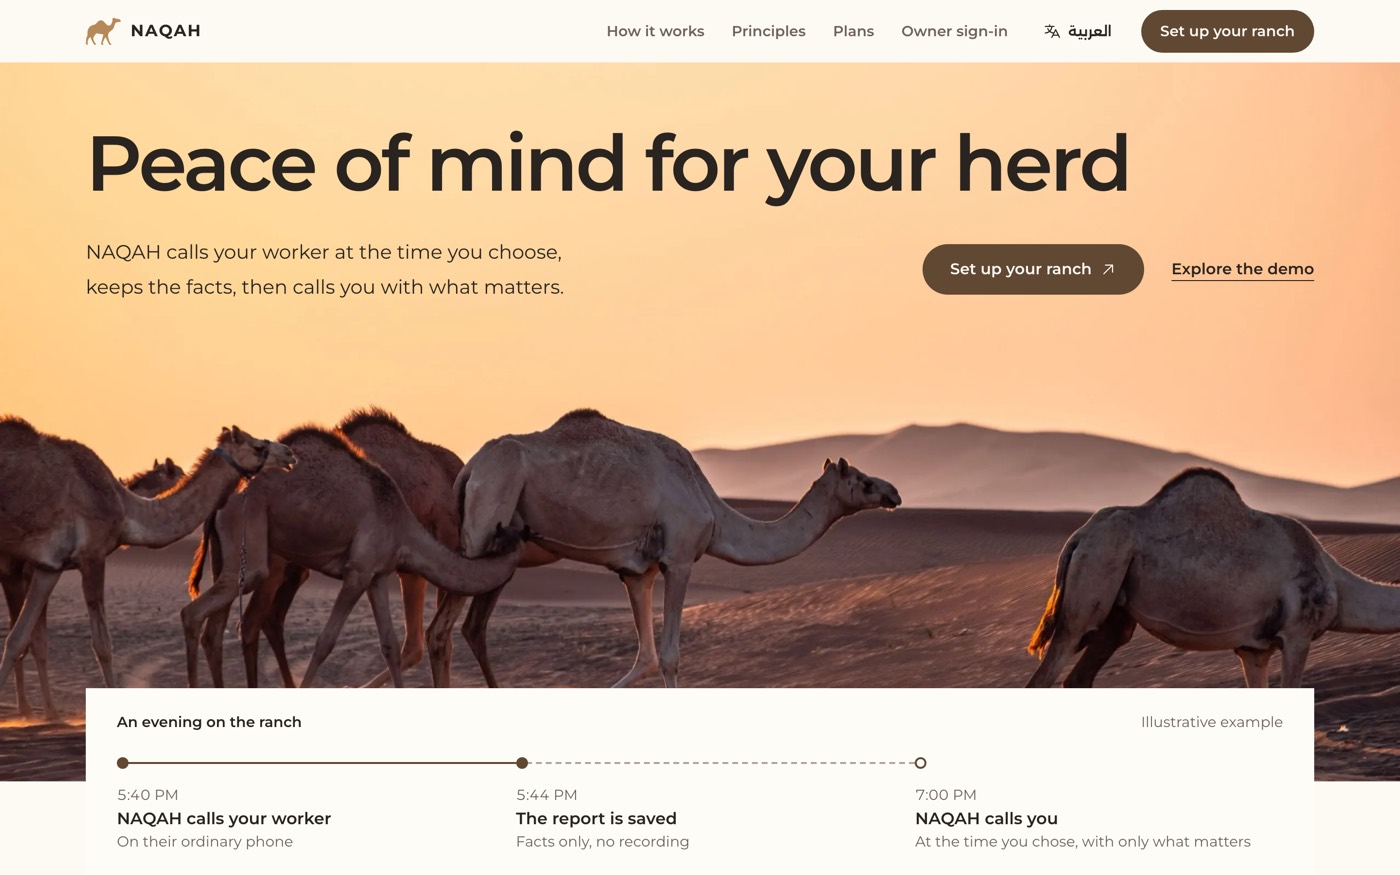 NAQAH
How it works
Principles
Plans
Owner sign-in
العربية
Set up your ranch
Peace of mind for your herd
NAQAH calls your worker at the time you choose,
keeps the facts, then calls you with what matters.
Set up your ranch
Explore the demo
An evening on the ranch
Illustrative example
5:40 PM
NAQAH calls your worker
On their ordinary phone
5:44 PM
The report is saved
Facts only, no recording
7:00 PM
NAQAH calls you
At the time you chose, with only what matters